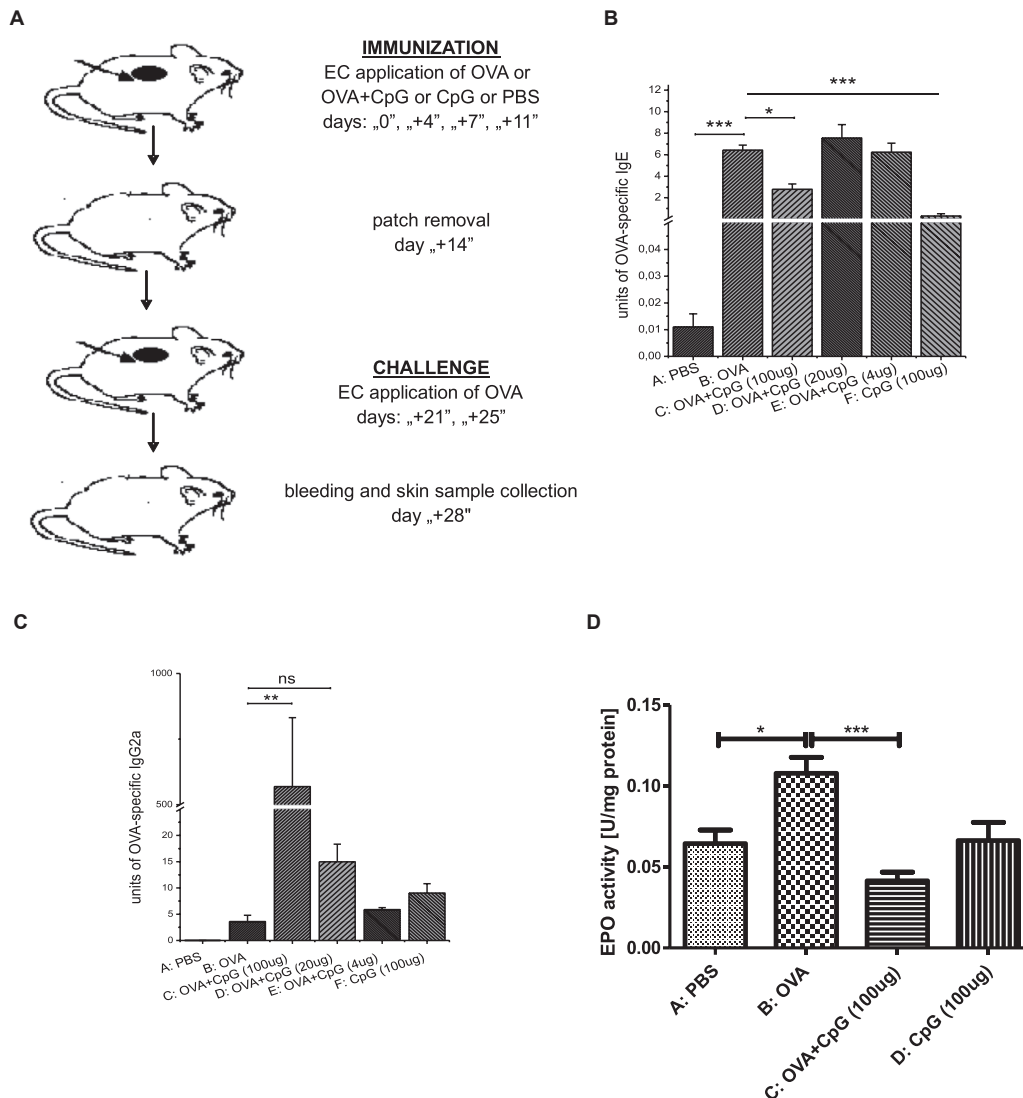 A
IMMUNIZATION
EC application of OVA or
OVA+CpG or CpG or PBS
days: „0”, „+4”, „+7”, „+11”
patch removal
day „+14”
CHALLENGE
EC application of OVA
days: „+21”, „+25”
bleeding and skin sample collection
day „+28"
B
units of OVA-specific IgE
12
10
8
6
4
2
0,04
0,03
0,02
0,01
0,00
***
*
***
A: PBS
B: OVA
C: OVA+CpG (100ug)
D: OVA+CpG (20ug)
E: OVA+CpG (4ug)
F: CpG (100ug)
C
units of OVA-specific IgG2a
1000
500
20
15
10
5
0
ns
**
A: PBS
B: OVA
C: OVA+CpG (100ug)
D: OVA+CpG (20ug)
E: OVA+CpG (4ug)
F: CpG (100ug)
D
EPO activity [U/mg protein]
0.15
0.10
0.05
0.00
*
***
A: PBS
B: OVA
C: OVA+CpG (100ug)
D: CpG (100ug)